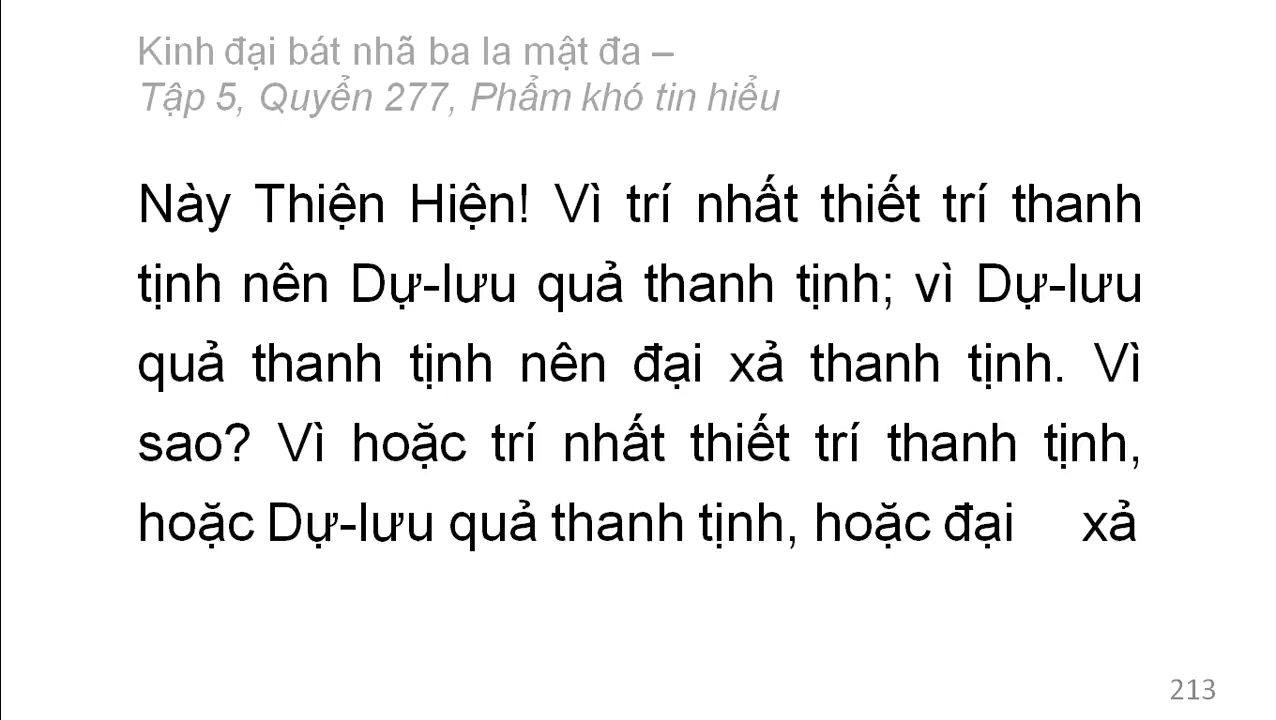 Kinh đại bát nhã ba la mật đa –
Tập 5, Quyển 277, Phẩm khó tin hiểu
Này Thiện Hiện! Vì trí nhất thiết trí thanh
tịnh nên Dự-lưu quả thanh tịnh; vì Dự-lưu
quả thanh tịnh nên đại xả thanh tịnh. Vì
sao? Vì hoặc trí nhất thiết trí thanh tịnh,
hoặc Dự-lưu quả thanh tịnh, hoặc đại xả
213